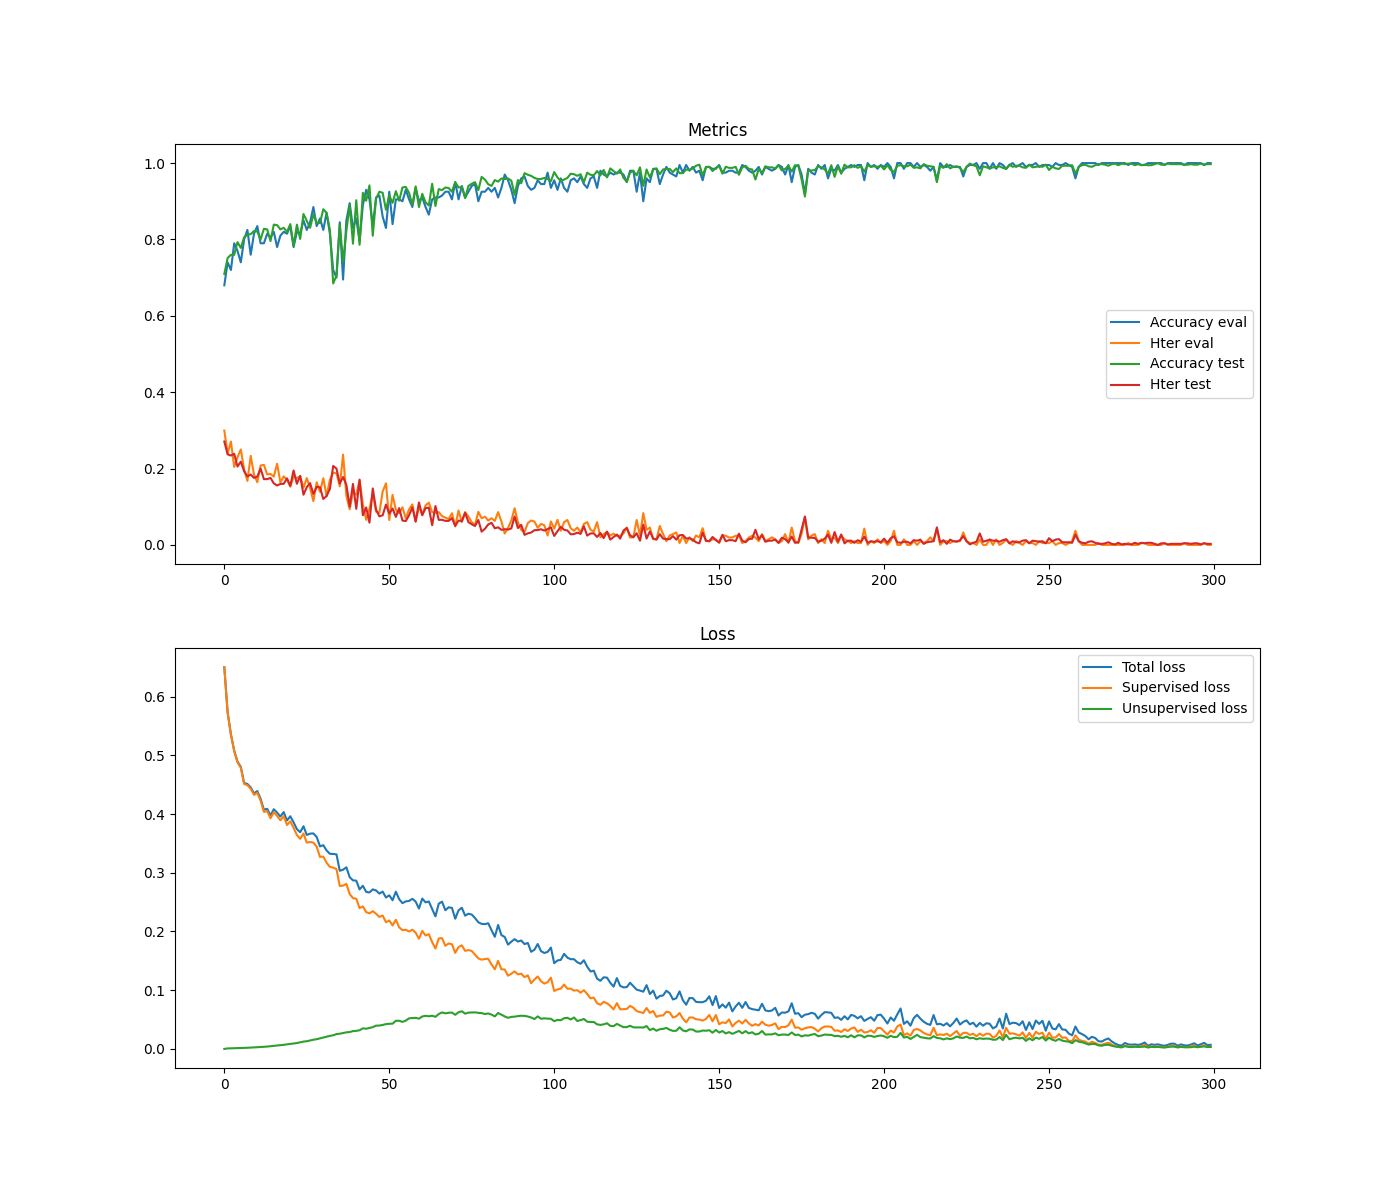 Metrics
1.0
0.8
0.6
0.4
0.2
0.0
Accuracy eval
Hter eval
Accuracy test
Hter test
0 50 100 150 200 250 300
Loss
0.6
0.5
0.4
0.3
0.2
0.1
0.0
Total loss
Supervised loss
Unsupervised loss
0 50 100 150 200 250 300